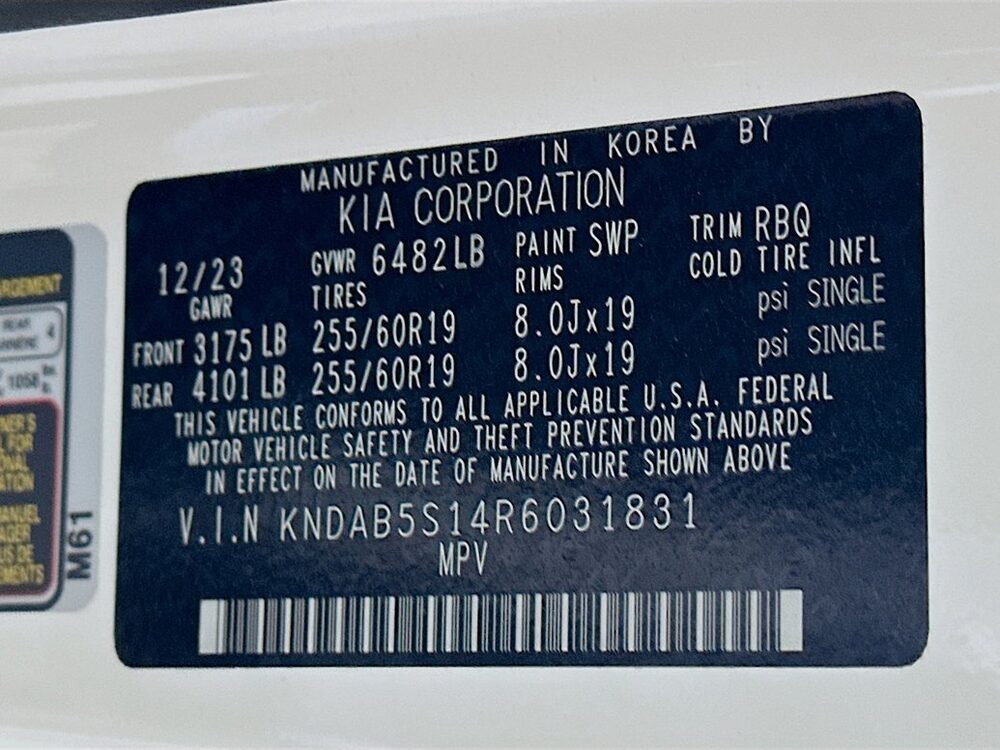 MANUFACTURED IN KOREA BY
KIA CORPORATION
12/23 GVWR 6482LB PAINT SWP TRIM RBQ
GAWR TIRES RIMS COLD TIRE INFL
FRONT 3175 LB 255/60R19 8.0Jx19 psi SINGLE
REAR 4101 LB 255/60R19 8.0Jx19 psi SINGLE
THIS VEHICLE CONFORMS TO ALL APPLICABLE U.S.A. FEDERAL
MOTOR VEHICLE SAFETY AND THEFT PREVENTION STANDARDS
IN EFFECT ON THE DATE OF MANUFACTURE SHOWN ABOVE
V.I.N KNDAB5S14R6031831
MPV
REAR
4
1058
M61